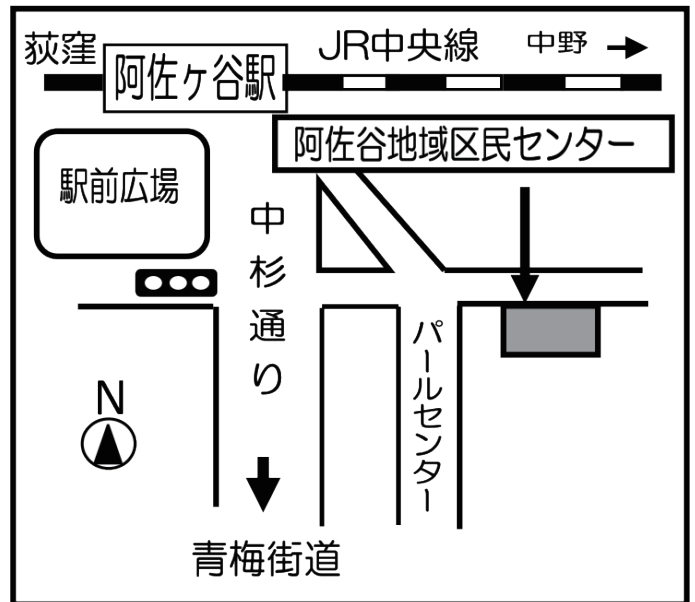 荻窪
阿佐ヶ谷駅
JR中央線
中野
阿佐谷地域区民センター
駅前広場
中杉通り
パールセンター
N
青梅街道